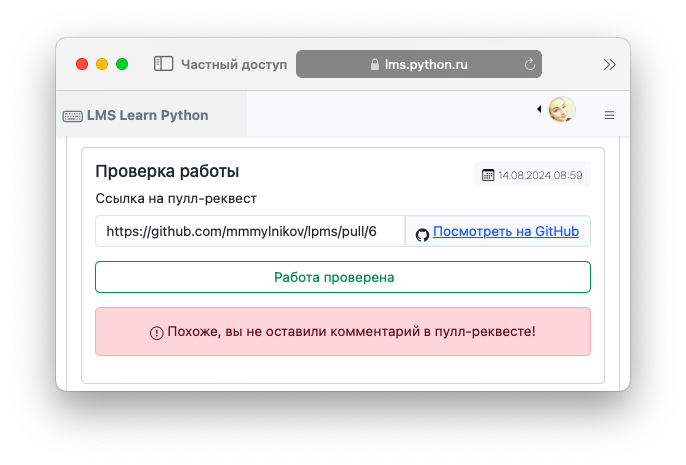 Частный доступ
lms.python.ru
LMS Learn Python
Проверка работы
14.08.2024 08:59
Ссылка на пулл-реквест
https://github.com/mmmylnikov/lpms/pull/6
Посмотреть на GitHub
Работа проверена
Похоже, вы не оставили комментарий в пулл-реквесте!